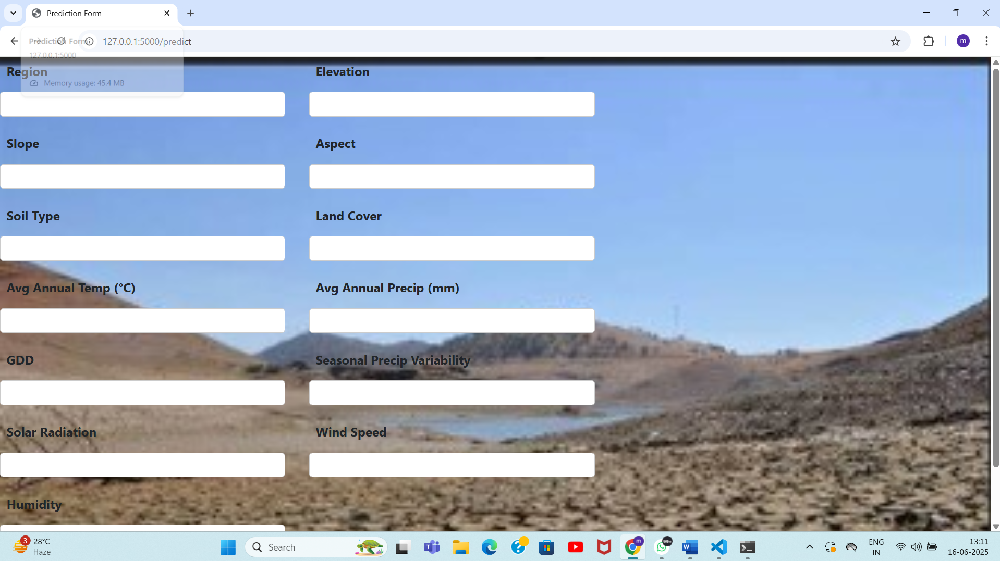 Prediction Form
127.0.0.1:5000/predict
m
Prediction Form
127.0.0.1:5000
Memory usage: 45.4 MB
Region
Elevation
Slope
Aspect
Soil Type
Land Cover
Avg Annual Temp (°C)
Avg Annual Precip (mm)
GDD
Seasonal Precip Variability
Solar Radiation
Wind Speed
Humidity
3
28°C
Haze
Search
T
?
m
99+
W
ENG
IN
13:11
16-06-2025